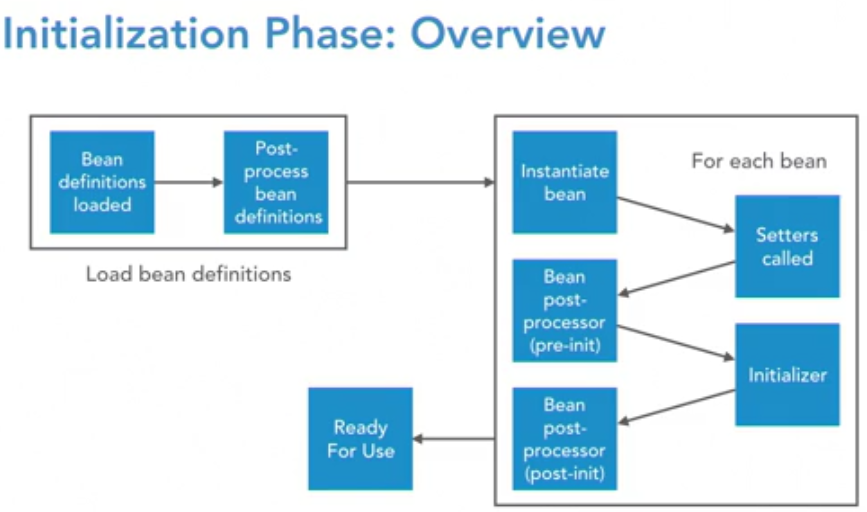 Initialization Phase: Overview
Bean
definitions
loaded
Post-
process
bean
definitions
Load bean definitions
For each bean
Instantiate
bean
Setters
called
Bean
post-
processor
(pre-init)
Initializer
Bean
post-
processor
(post-init)
Ready
For Use